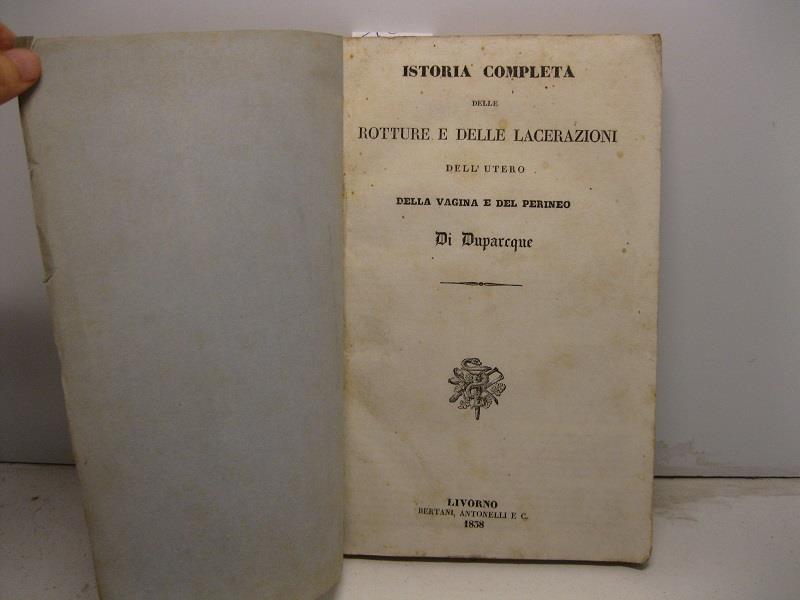 ISTORIA COMPLETA
DELLE
ROTTURE E DELLE LACERAZIONI
DELL'UTERO
DELLA VAGINA E DEL PERINEO
Di Duparcque
LIVORNO
BERTANI, ANTONELLI E C.
1838